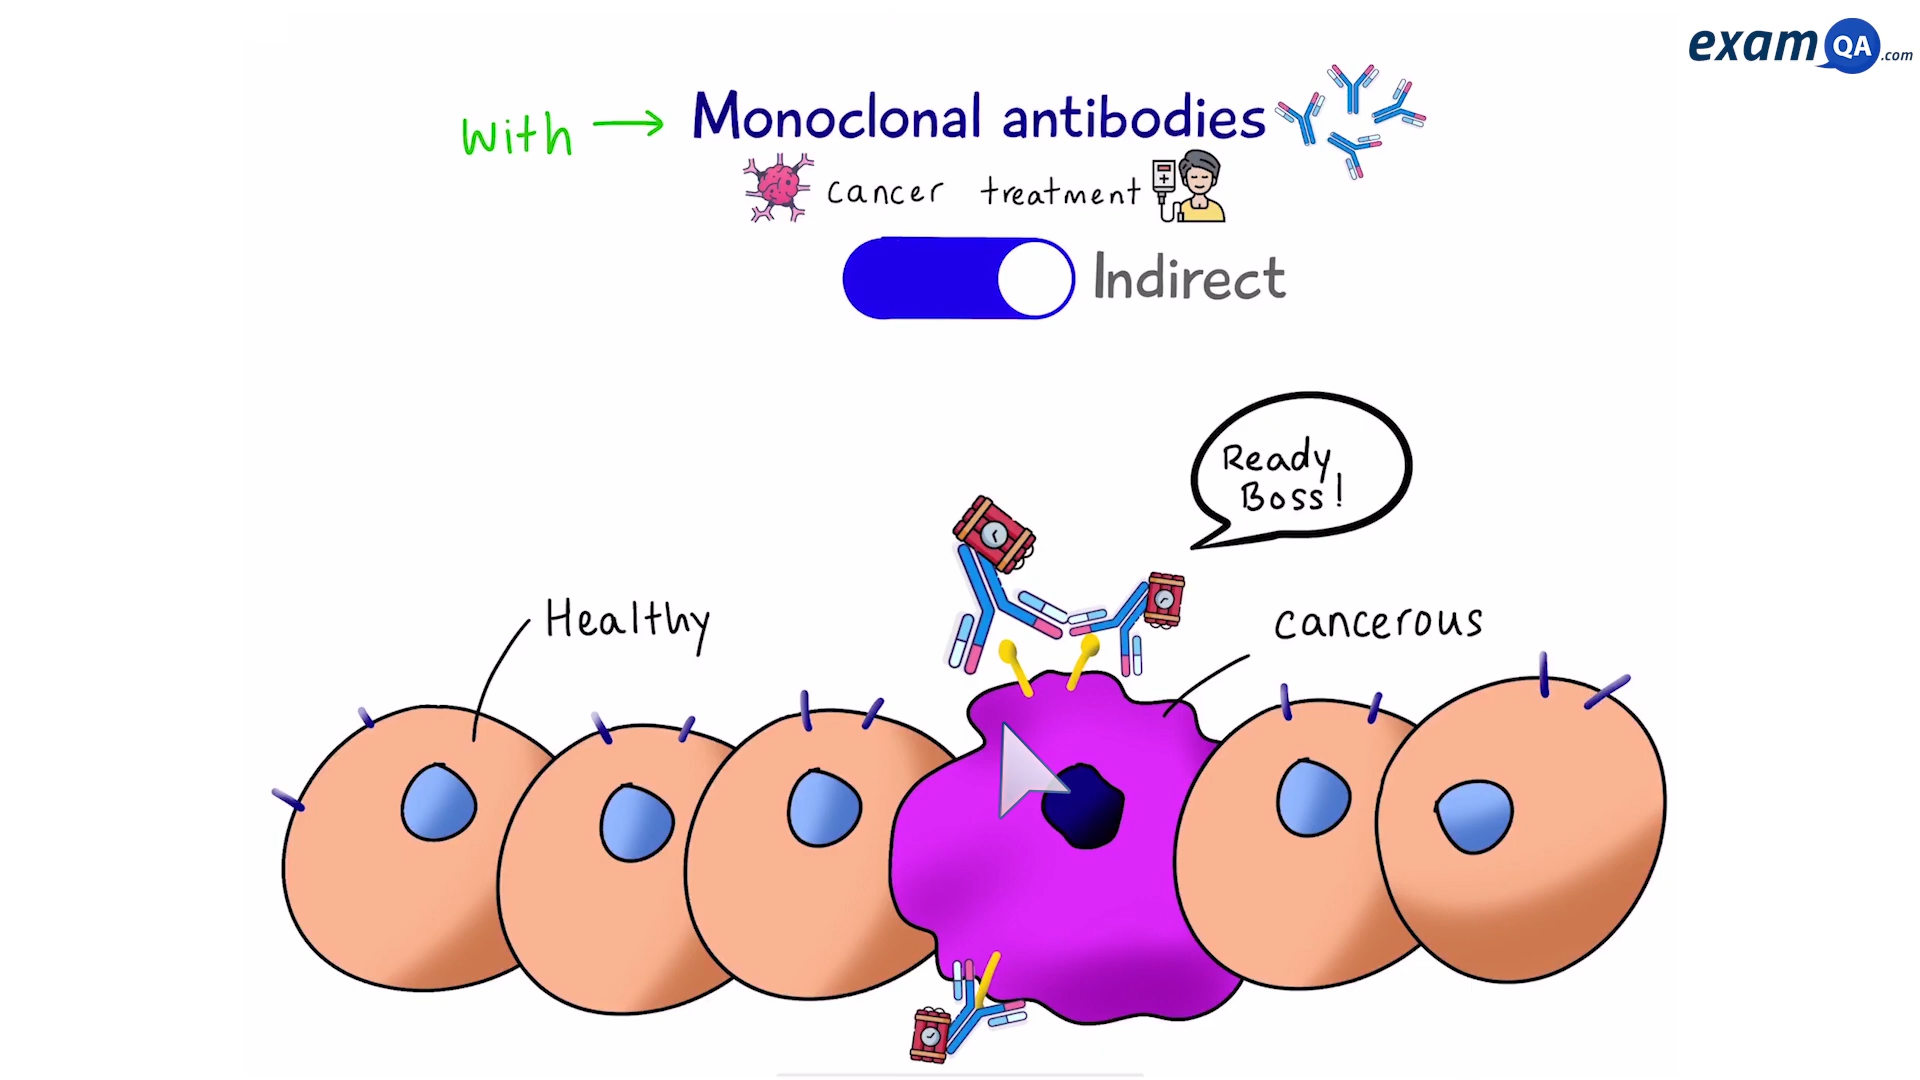 examQA.com
With → Monoclonal antibodies
cancer treatment
Indirect
Ready
Boss!
Healthy
cancerous